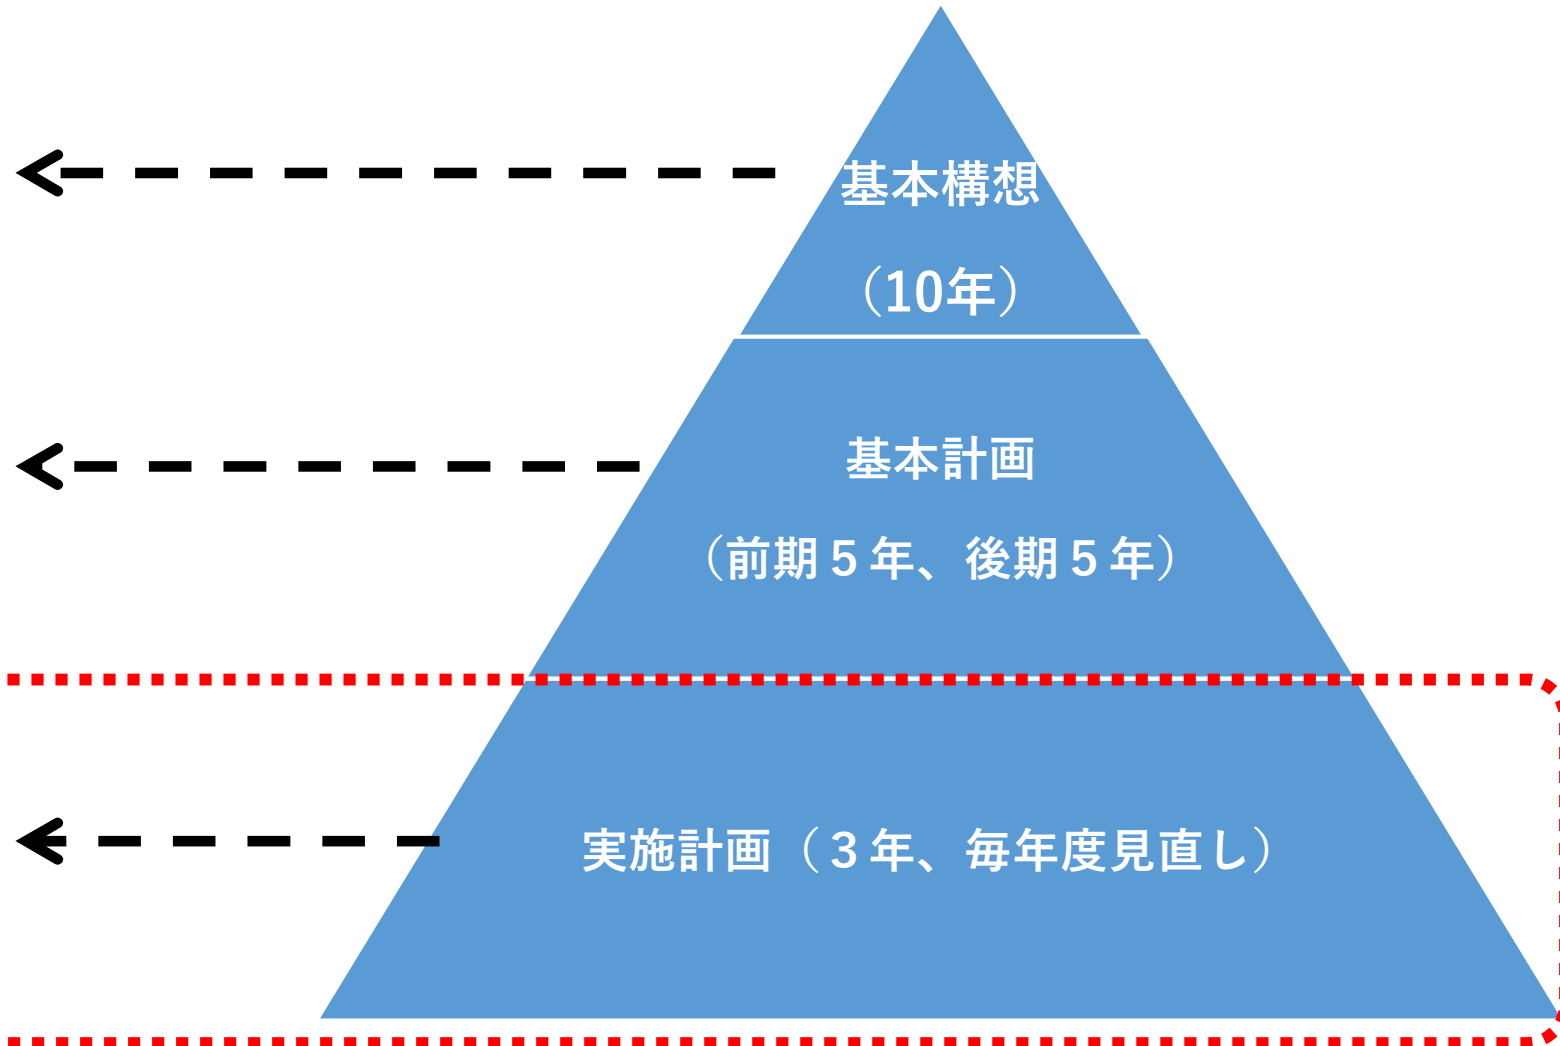 基本構想
（10年）
基本計画
（前期５年、後期５年）
実施計画（３年、毎年度見直し）